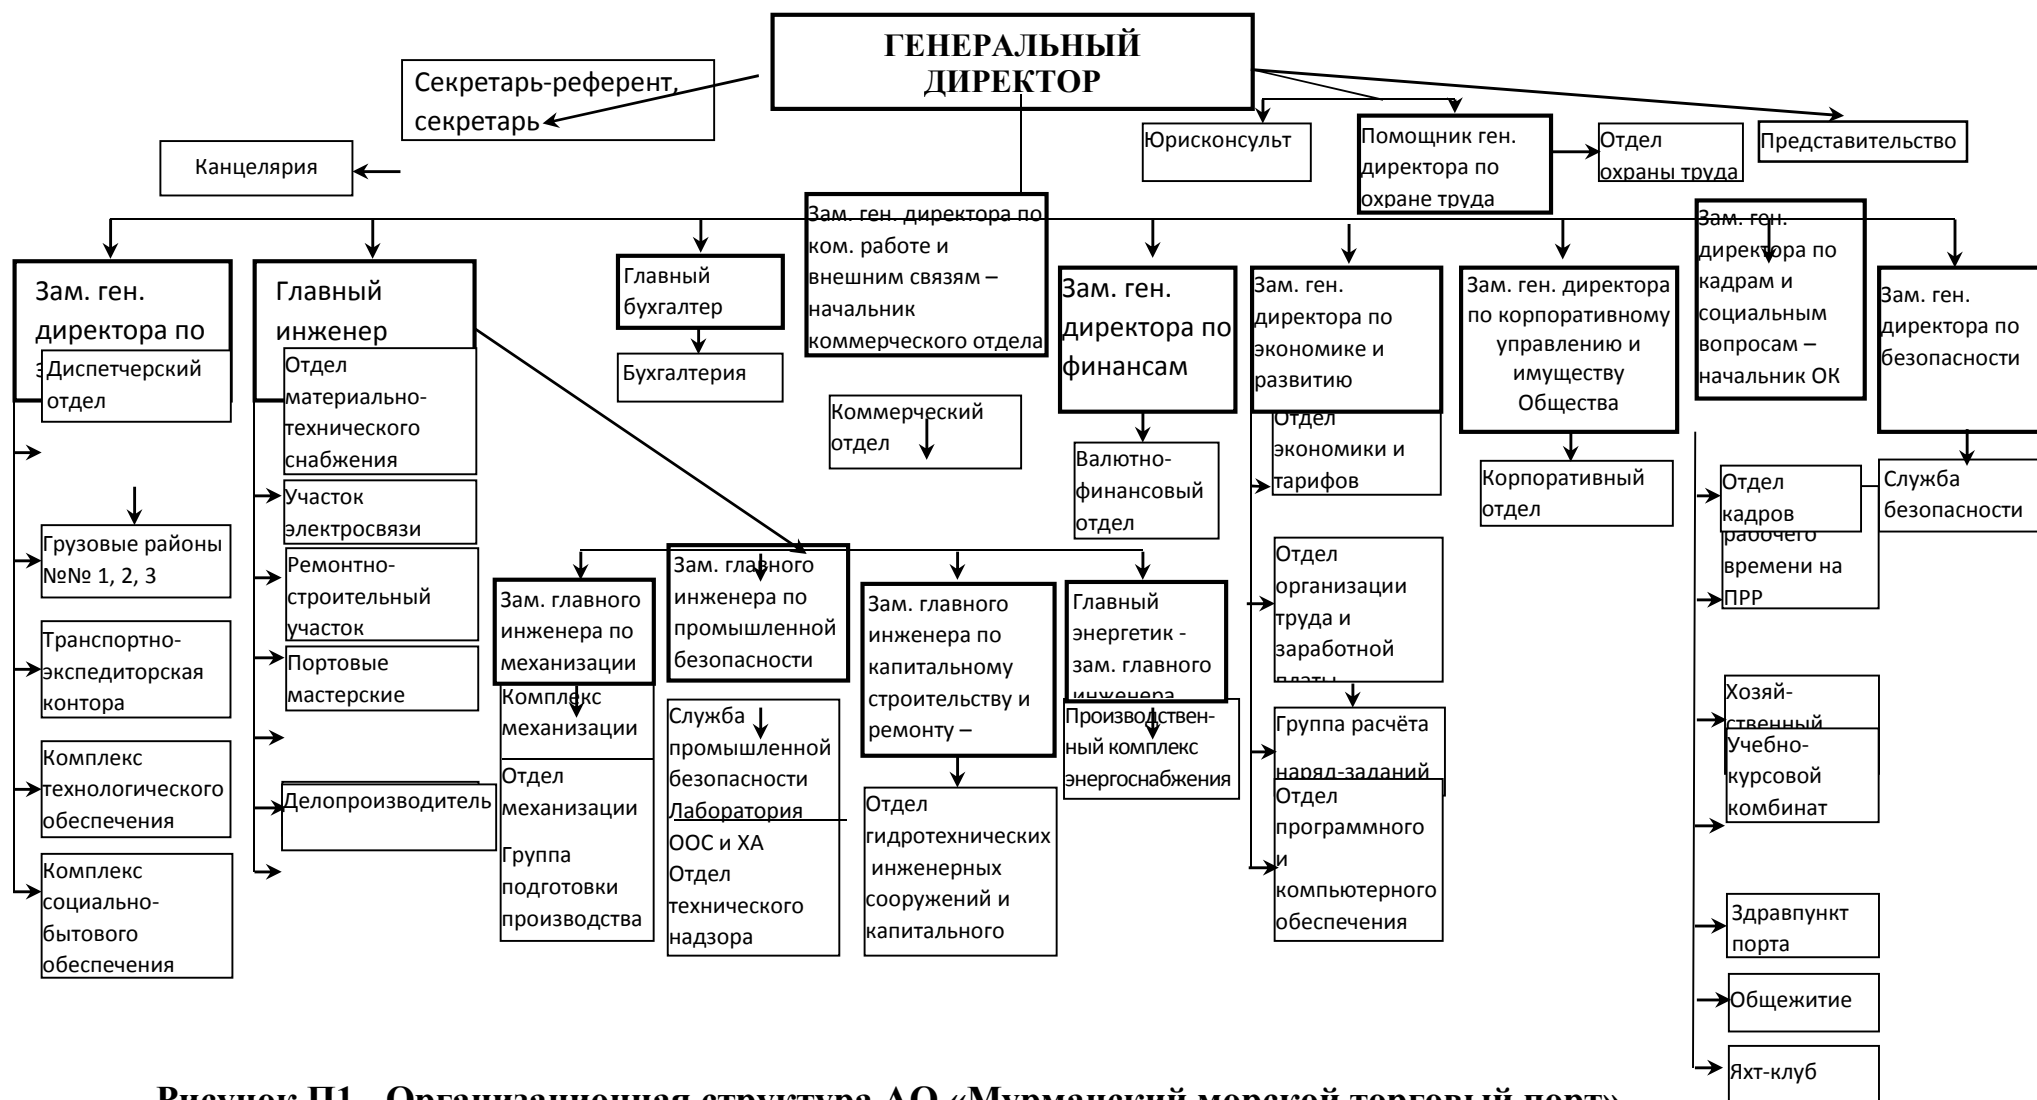 ГЕНЕРАЛЬНЫЙ
ДИРЕКТОР
Секретарь-референт,
секретарь
Канцелярия
Юрисконсульт
Помощник ген.
директора по
охране труда
Отдел
охраны труда
Представительство
Зам. ген.
директора по
Диспетчерский
отдел
Грузовые районы
№№ 1, 2, 3
Транспортно-
экспедиторская
контора
Комплекс
технологического
обеспечения
Комплекс
социально-
бытового
обеспечения
Главный
инженер
Отдел
материально-
технического
снабжения
Участок
электросвязи
Ремонтно-
строительный
участок
Портовые
мастерские
Делопроизводитель
Главный
бухгалтер
Бухгалтерия
Зам. ген. директора по
ком. работе и
внешним связям –
начальник
коммерческого отдела
Коммерческий
отдел
Зам. ген.
директора по
финансам
Валютно-
финансовый
отдел
Зам. ген.
директора по
экономике и
развитию
Отдел
экономики и
тарифов
Отдел
организации
труда и
заработной
платы
Группа расчёта
наряд-заданий
Отдел
программного
и
компьютерного
обеспечения
Зам. ген. директора
по корпоративному
управлению и
имуществу
Общества
Корпоративный
отдел
Зам. ген.
директора по
кадрам и
социальным
вопросам –
начальник ОК
Отдел
кадров
рабочего
времени на
ПРР
Хозяй-
ственный
Учебно-
курсовой
комбинат
Здравпункт
порта
Общежитие
Яхт-клуб
Зам. ген.
директора по
безопасности
Служба
безопасности
Зам. главного
инженера по
механизации
Комплекс
механизации
Отдел
механизации
Группа
подготовки
производства
Зам. главного
инженера по
промышленной
безопасности
Служба
промышленной
безопасности
Лаборатория
ООС и ХА
Отдел
технического
надзора
Зам. главного
инженера по
капитальному
строительству и
ремонту –
Отдел
гидротехнических
инженерных
сооружений и
капитального
Главный
энергетик -
зам. главного
инженера
Производствен-
ный комплекс
энергоснабжения
Рисунок П1 – Организационная структура АО «Мурманский морской торговый порт»